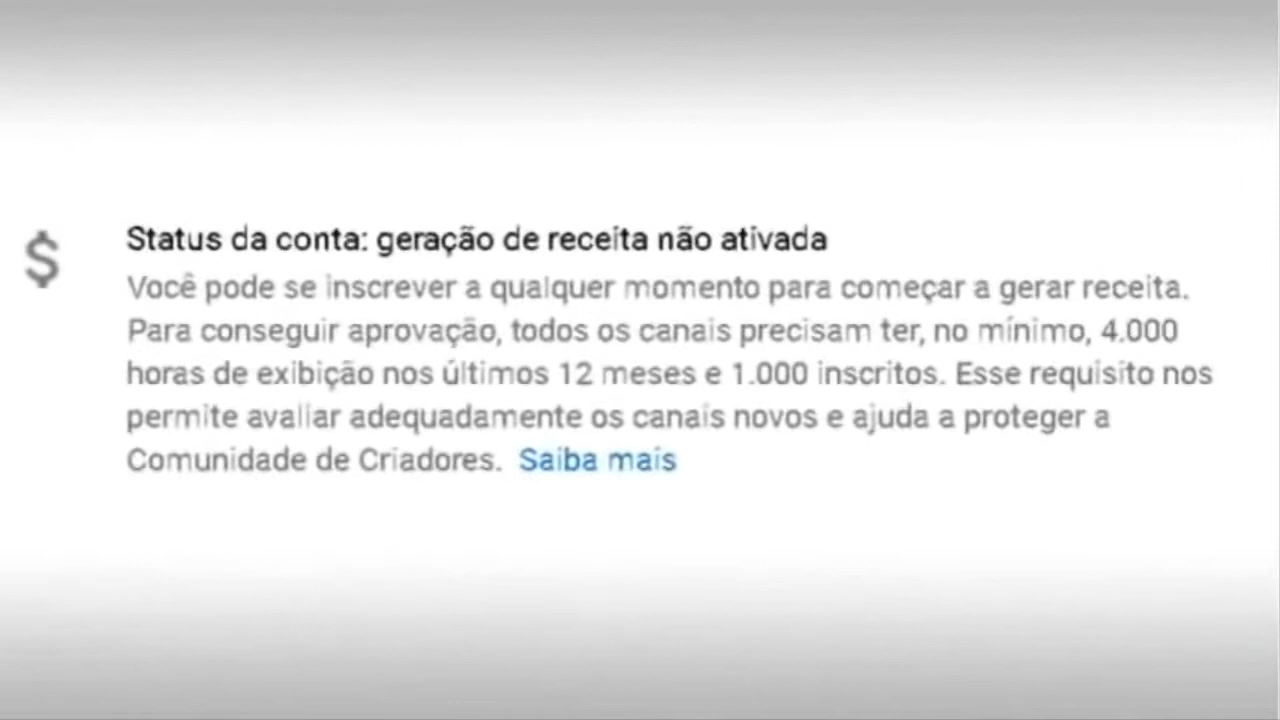 $
Status da conta: geração de receita não ativada
Você pode se inscrever a qualquer momento para começar a gerar receita.
Para conseguir aprovação, todos os canais precisam ter, no mínimo, 4.000
horas de exibição nos últimos 12 meses e 1.000 inscritos. Esse requisito nos
permite avaliar adequadamente os canais novos e ajuda a proteger a
Comunidade de Criadores. Saiba mais